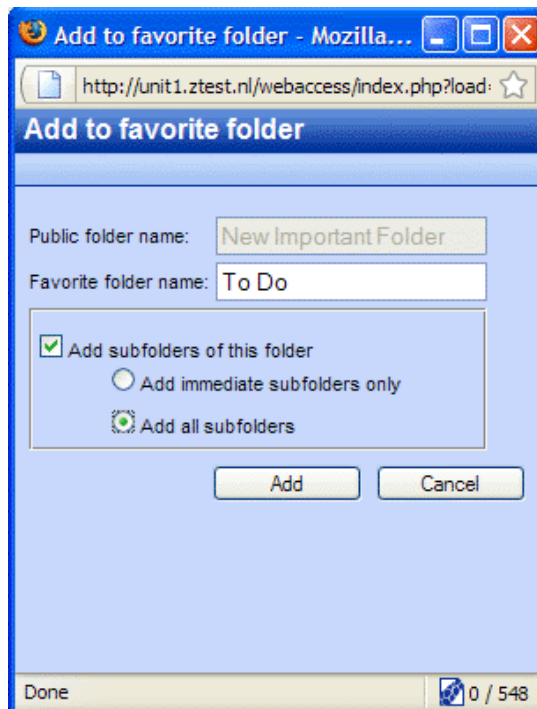 Add to favorite folder - Mozilla...
http://unit1.ztest.nl/webaccess/index.php?load
Add to favorite folder
Public folder name: New Important Folder
Favorite folder name: To Do
Add subfolders of this folder
Add immediate subfolders only
Add all subfolders
Add Cancel
Done 0 / 548